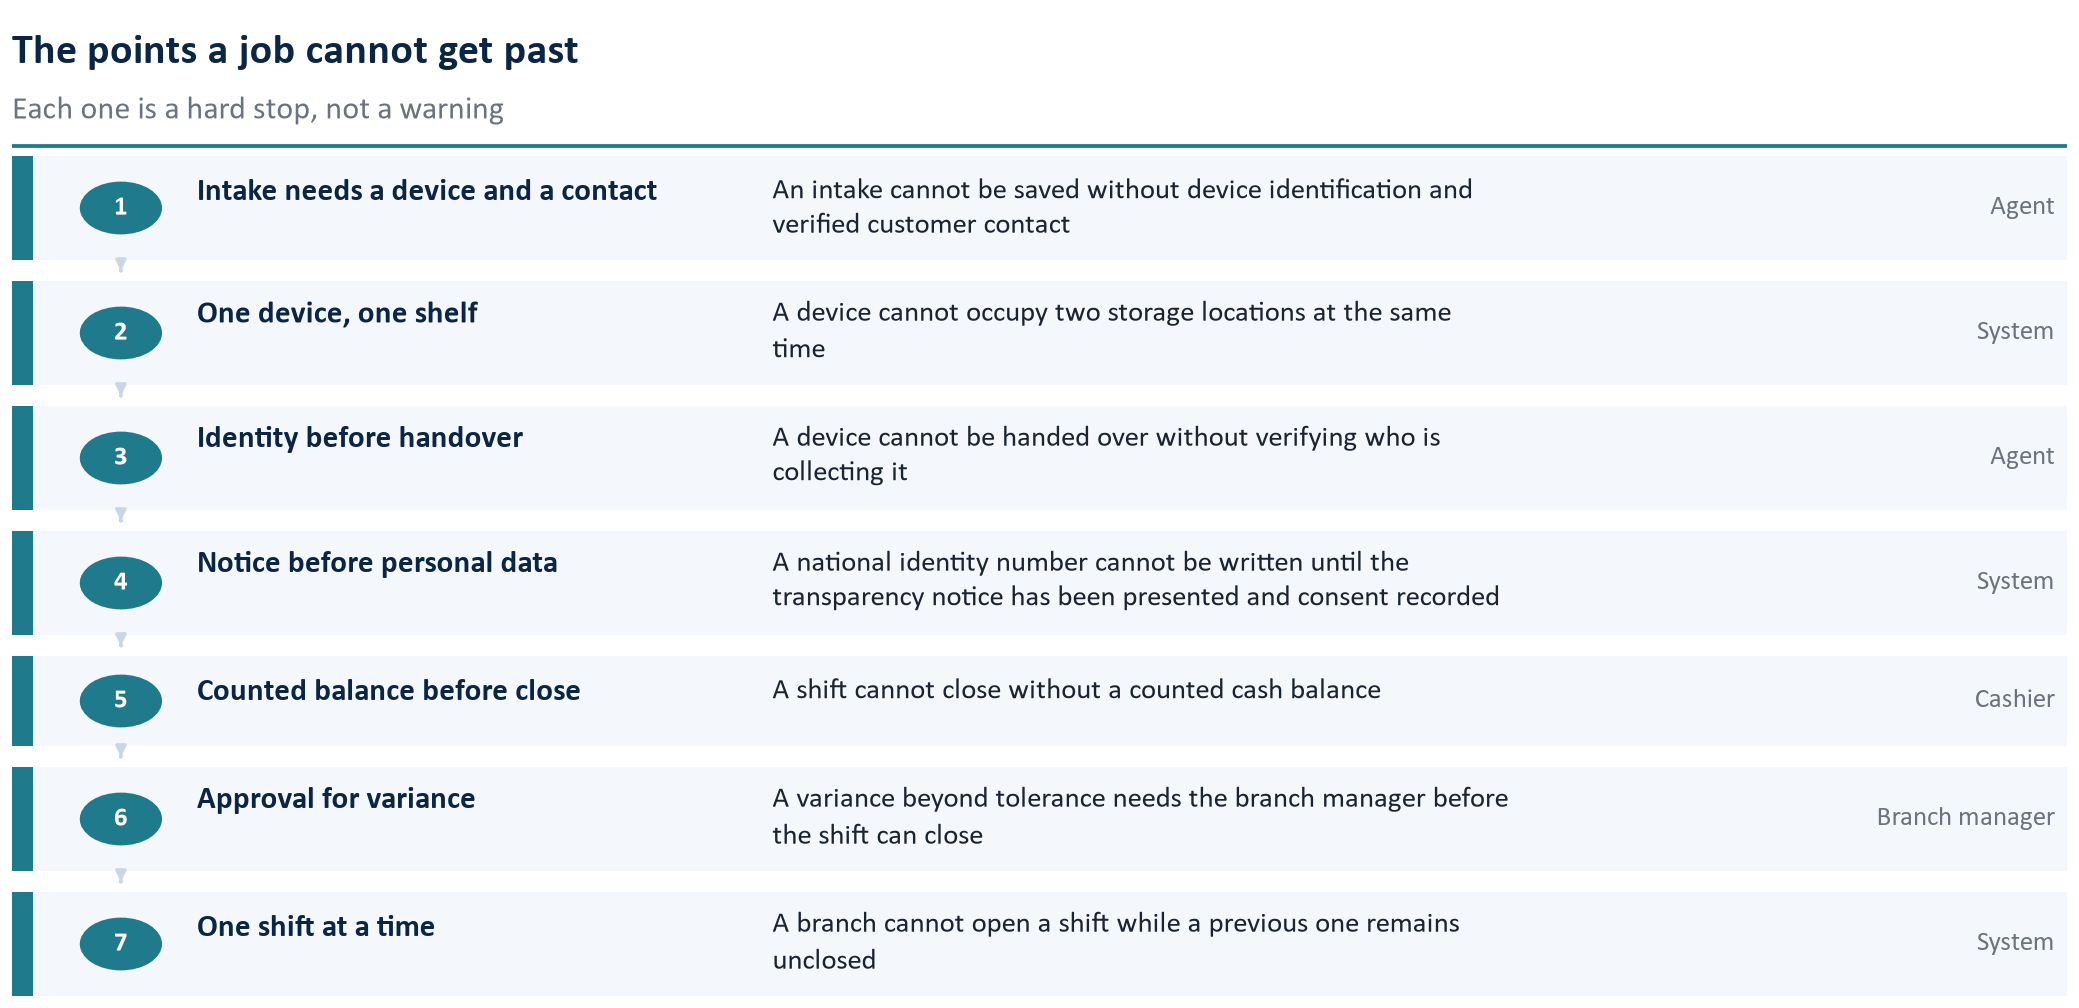 The points a job cannot get past
Each one is a hard stop, not a warning
1
Intake needs a device and a contact
An intake cannot be saved without device identification and
verified customer contact
Agent
2
One device, one shelf
A device cannot occupy two storage locations at the same
time
System
3
Identity before handover
A device cannot be handed over without verifying who is
collecting it
Agent
4
Notice before personal data
A national identity number cannot be written until the
transparency notice has been presented and consent recorded
System
5
Counted balance before close
A shift cannot close without a counted cash balance
Cashier
6
Approval for variance
A variance beyond tolerance needs the branch manager before
the shift can close
Branch manager
7
One shift at a time
A branch cannot open a shift while a previous one remains
unclosed
System